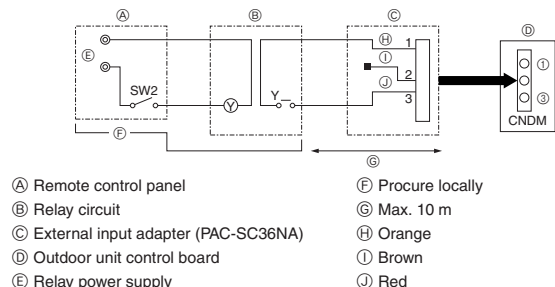 Ⓐ Ⓑ Ⓒ Ⓓ
Ⓔ SW2 Ⓨ Y Ⓗ 1 Ⓘ 2 Ⓙ 3 ① ③
CNDM
Ⓕ Ⓖ
Ⓐ Remote control panel
Ⓑ Relay circuit
Ⓒ External input adapter (PAC-SC36NA)
Ⓓ Outdoor unit control board
Ⓔ Relay power supply
Ⓕ Procure locally
Ⓖ Max. 10 m
Ⓗ Orange
Ⓘ Brown
Ⓙ Red